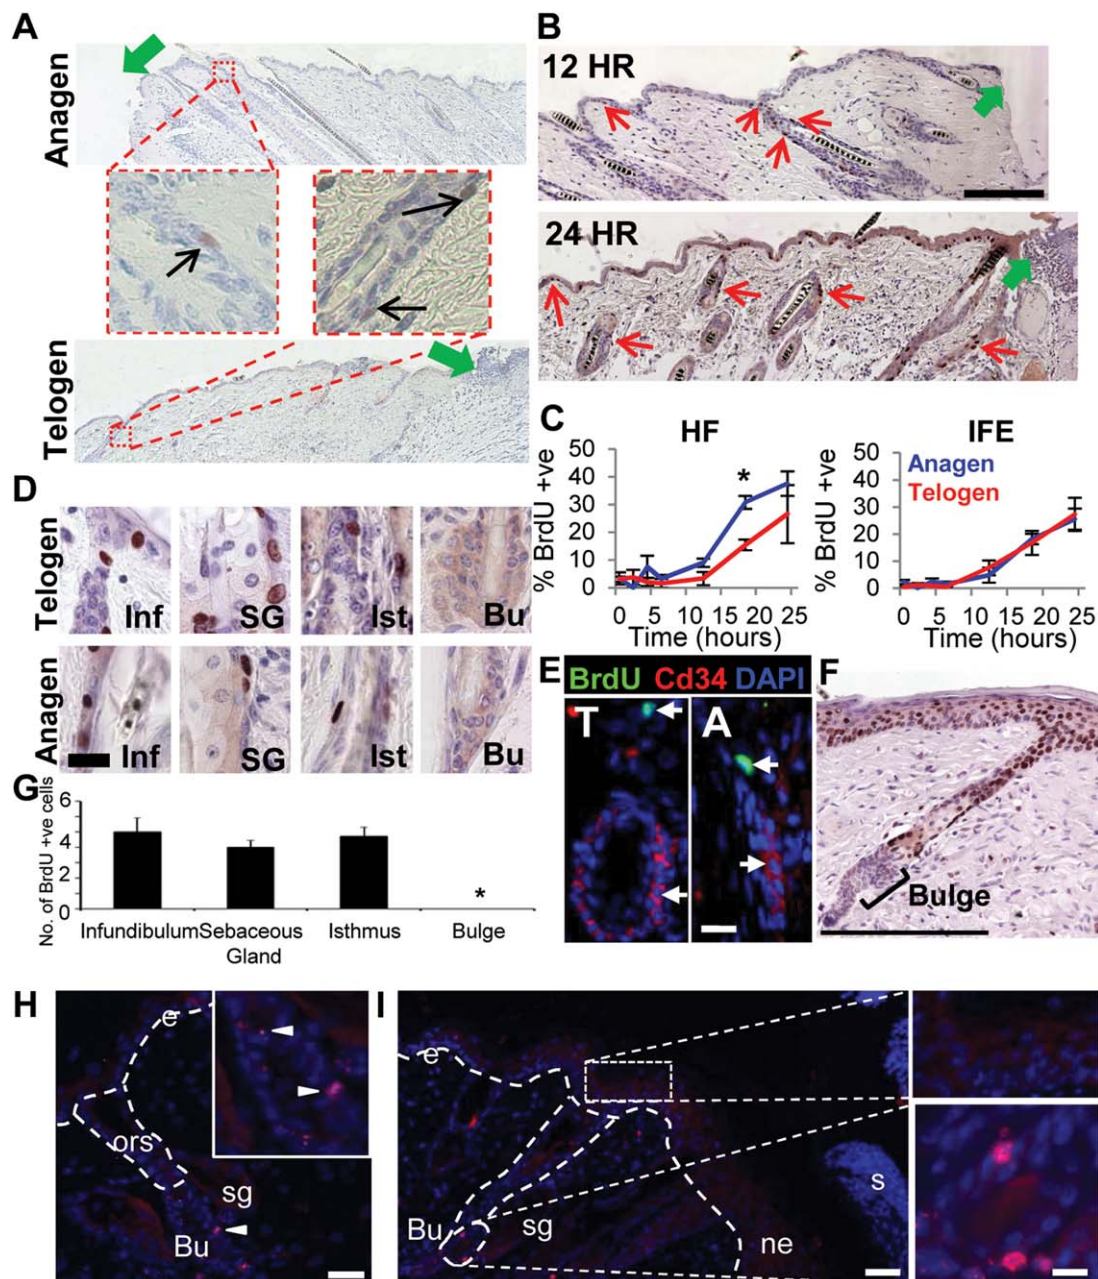 A
Anagen
Telogen
B
12 HR
24 HR
C
HF
% BrdU +ve
50
40
30
20
10
0
*
0 5 10 15 20 25
Time (hours)
IFE
Anagen
Telogen
% BrdU +ve
50
40
30
20
10
0
0 5 10 15 20 25
Time (hours)
D
Telogen
Inf
SG
Ist
Bu
Anagen
Inf
SG
Ist
Bu
E
BrdU Cd34 DAPI
T
A
F
Bulge
G
No. of BrdU +ve cells
6
4
2
0
*
Infundibulum
Sebaceous
Gland
Isthmus
Bulge
H
e
ors
sg
Bu
I
e
Bu
sg
ne
s